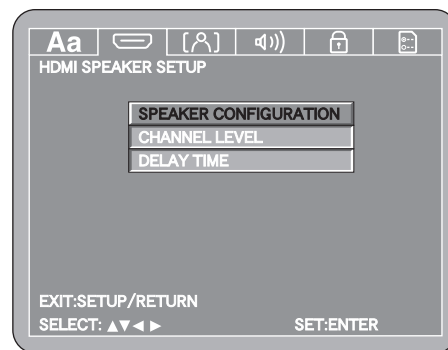 Aa
HDMI SPEAKER SETUP
SPEAKER CONFIGURATION
CHANNEL LEVEL
DELAY TIME
EXIT:SETUP/RETURN
SELECT: ▲▼◄ ► SET:ENTER